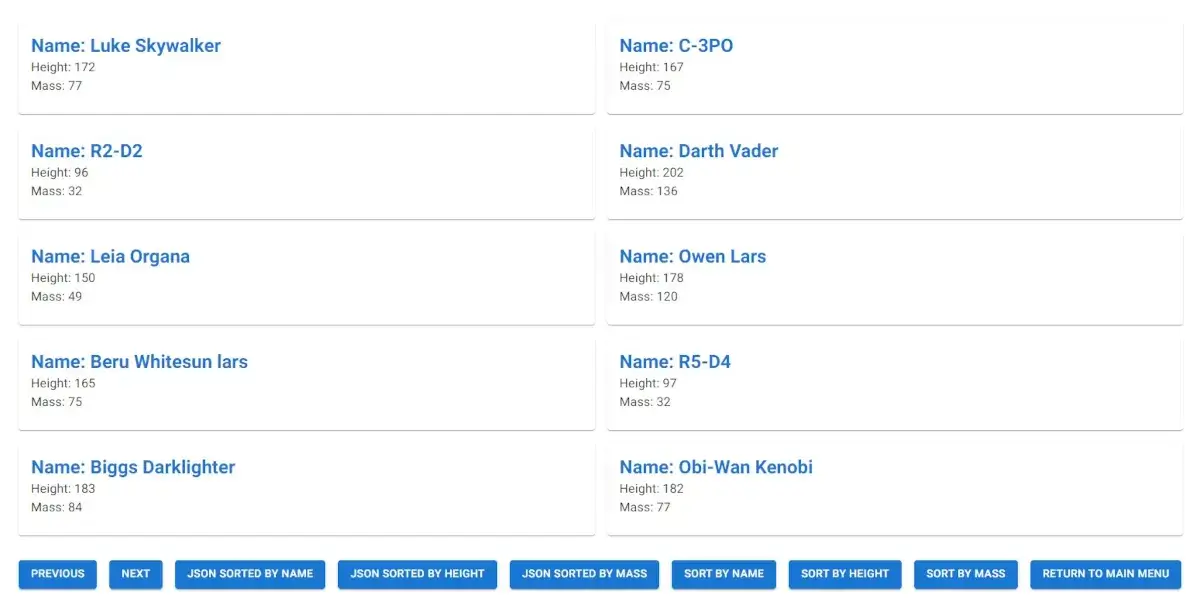 Name: Luke Skywalker
Height: 172
Mass: 77
Name: C-3PO
Height: 167
Mass: 75
Name: R2-D2
Height: 96
Mass: 32
Name: Darth Vader
Height: 202
Mass: 136
Name: Leia Organa
Height: 150
Mass: 49
Name: Owen Lars
Height: 178
Mass: 120
Name: Beru Whitesun lars
Height: 165
Mass: 75
Name: R5-D4
Height: 97
Mass: 32
Name: Biggs Darklighter
Height: 183
Mass: 84
Name: Obi-Wan Kenobi
Height: 182
Mass: 77
PREVIOUS
NEXT
JSON SORTED BY NAME
JSON SORTED BY HEIGHT
JSON SORTED BY MASS
SORT BY NAME
SORT BY HEIGHT
SORT BY MASS
RETURN TO MAIN MENU